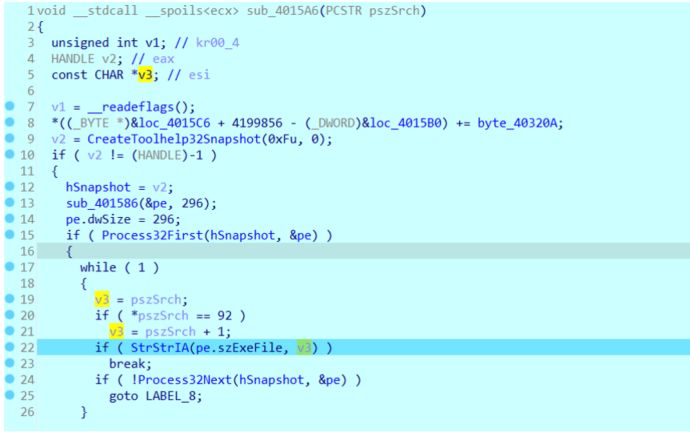 1 void __stdcall __spoils<ecx> sub_4015A6(PCSTR pszSrch)
2 {
3 unsigned int v1; // kr00_4
4 HANDLE v2; // eax
5 const CHAR *v3; // esi
6
7 v1 = __readeflags();
8 *((_BYTE *)&loc_4015C6 + 4199856 - (_DWORD)&loc_4015B0) += byte_40320A;
9 v2 = CreateToolhelp32Snapshot(0xFu, 0);
10 if ( v2 != (HANDLE)-1 )
11 {
12 hSnapshot = v2;
13 sub_401586(&pe, 296);
14 pe.dwSize = 296;
15 if ( Process32First(hSnapshot, &pe) )
16 {
17 while ( 1 )
18 {
19 v3 = pszSrch;
20 if ( *pszSrch == 92 )
21 v3 = pszSrch + 1;
22 if ( StrStrIA(pe.szExeFile, v3) )
23 break;
24 if ( !Process32Next(hSnapshot, &pe) )
25 goto LABEL_8;
26 }